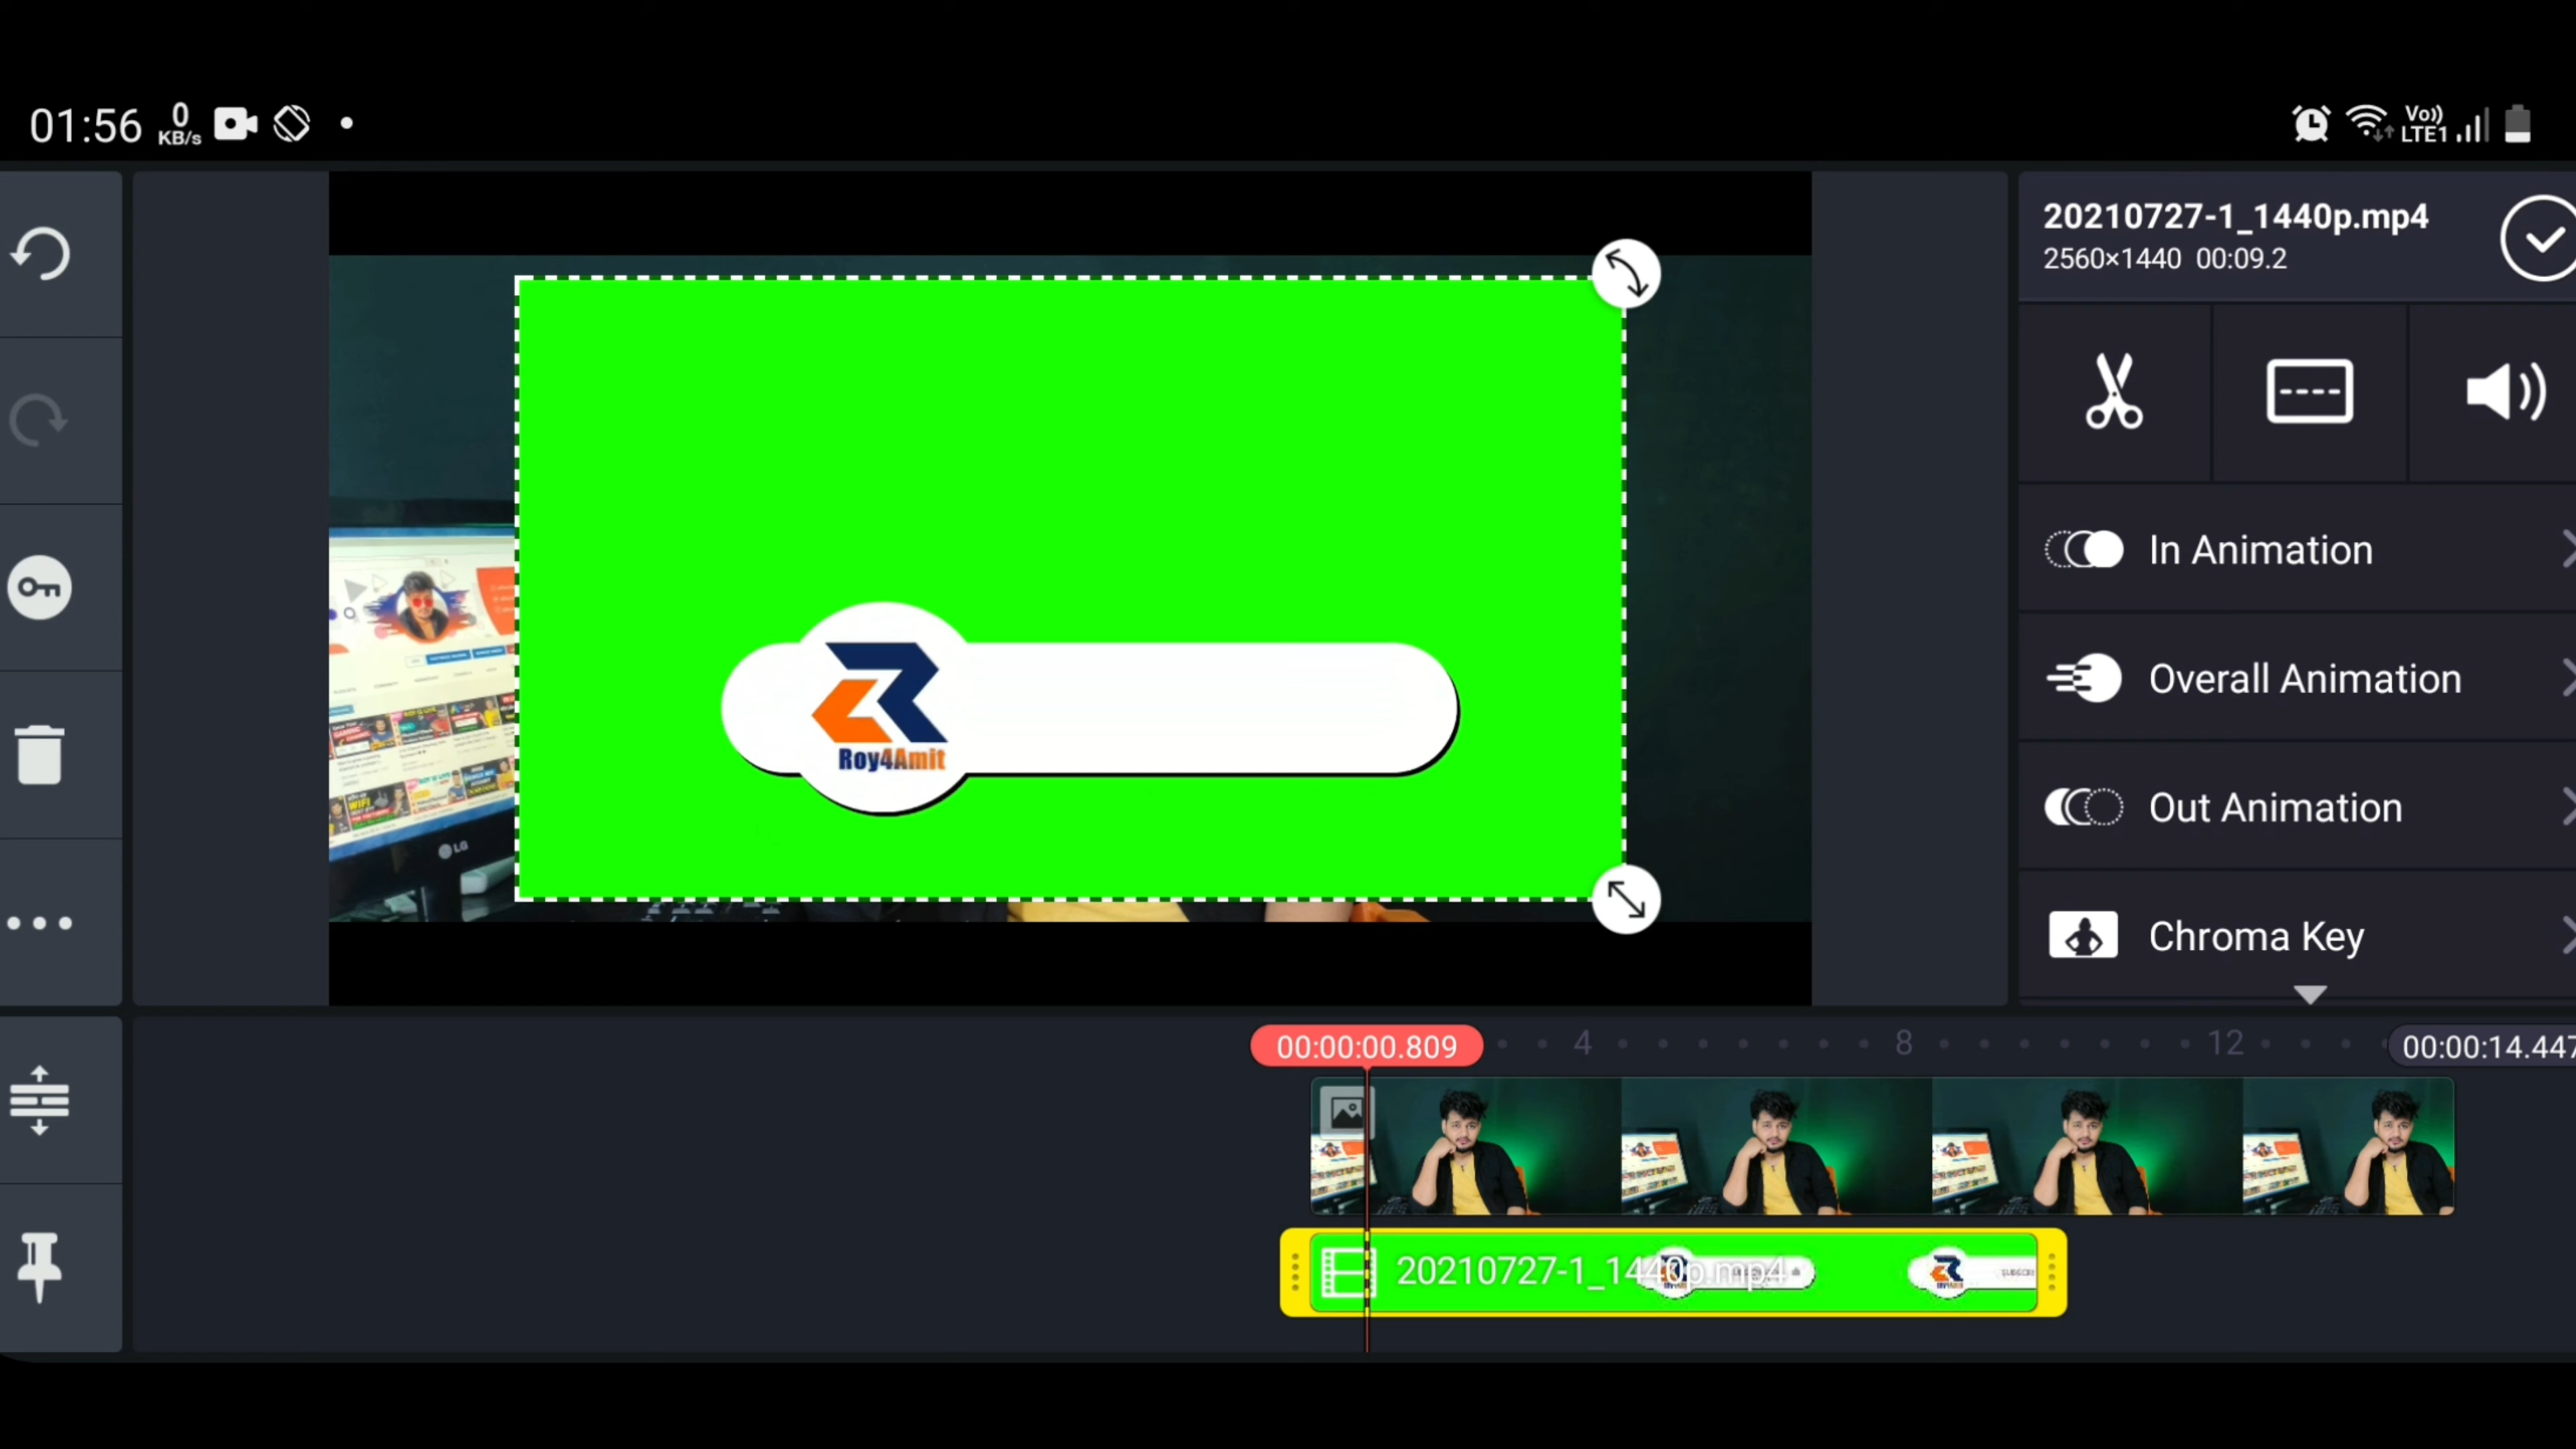 01:56 0 KB/s Vo)) LTE1
20210727-1_1440p.mp4
2560×1440 00:09.2
In Animation
Overall Animation
Out Animation
Chroma Key
Roy4Amit
LG
00:00:00.809 4 8 12 00:00:14.447
20210727-1_1440p.mp4